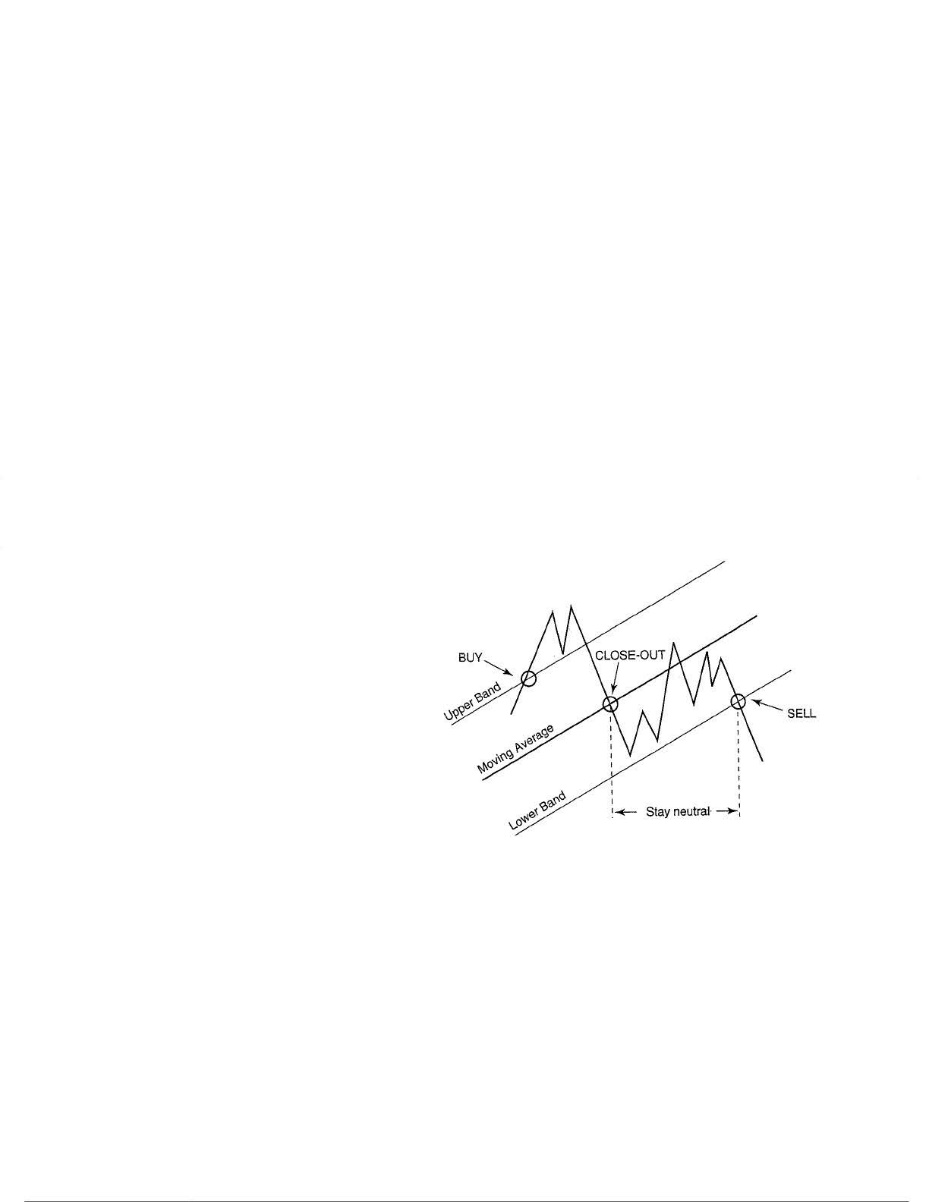 BUY
CLOSE-OUT
Upper Band
SELL
Moving Average
Lower Band
Stay neutral